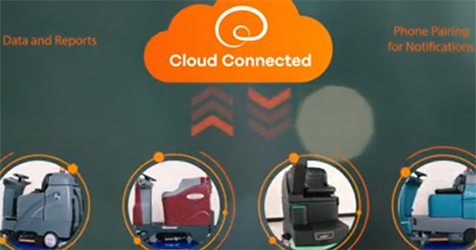 Data and Reports
Cloud Connected
Phone Pairing
for Notifications